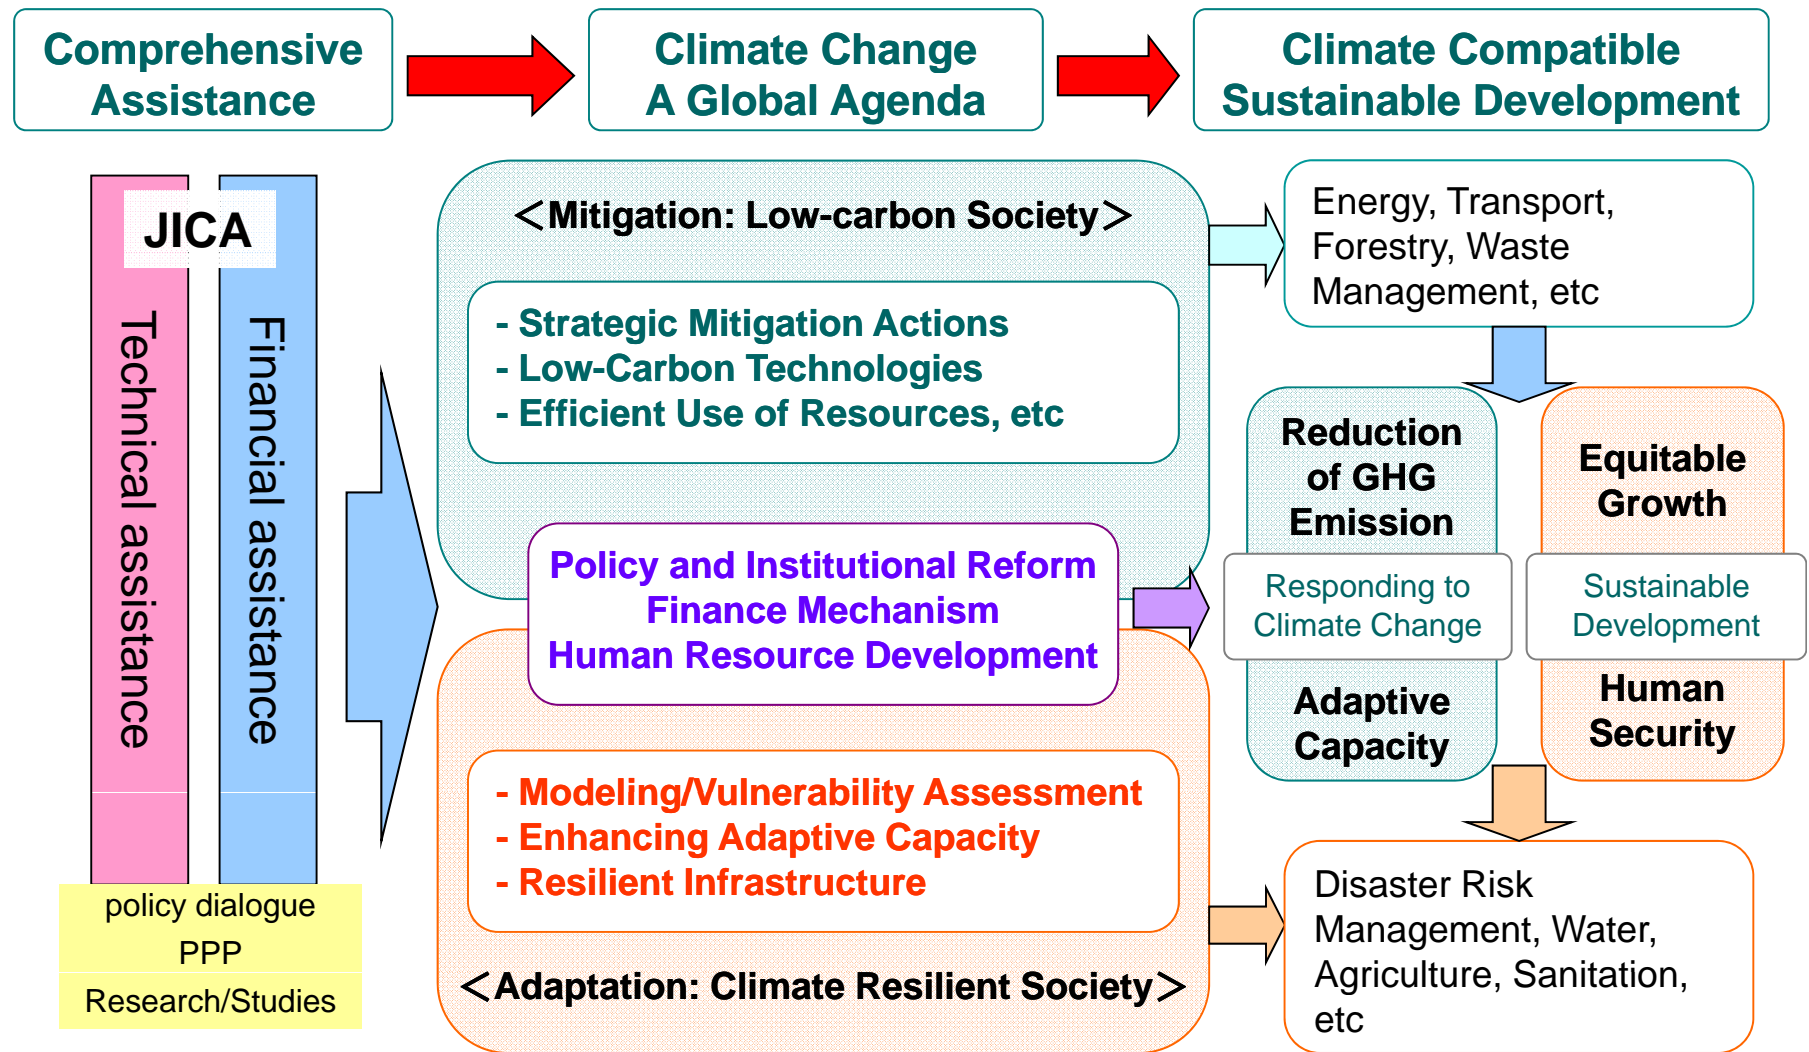 Comprehensive
Assistance
Climate Change
A Global Agenda
Climate Compatible
Sustainable Development
JICA
Technical assistance
Financial assistance
policy dialogue
PPP
Research/Studies
＜Mitigation: Low-carbon Society＞
- Strategic Mitigation Actions
- Low-Carbon Technologies
- Efficient Use of Resources, etc
Policy and Institutional Reform
Finance Mechanism
Human Resource Development
- Modeling/Vulnerability Assessment
- Enhancing Adaptive Capacity
- Resilient Infrastructure
＜Adaptation: Climate Resilient Society＞
Energy, Transport,
Forestry, Waste
Management, etc
Reduction
of GHG
Emission
Responding to
Climate Change
Adaptive
Capacity
Equitable
Growth
Sustainable
Development
Human
Security
Disaster Risk
Management, Water,
Agriculture, Sanitation,
etc